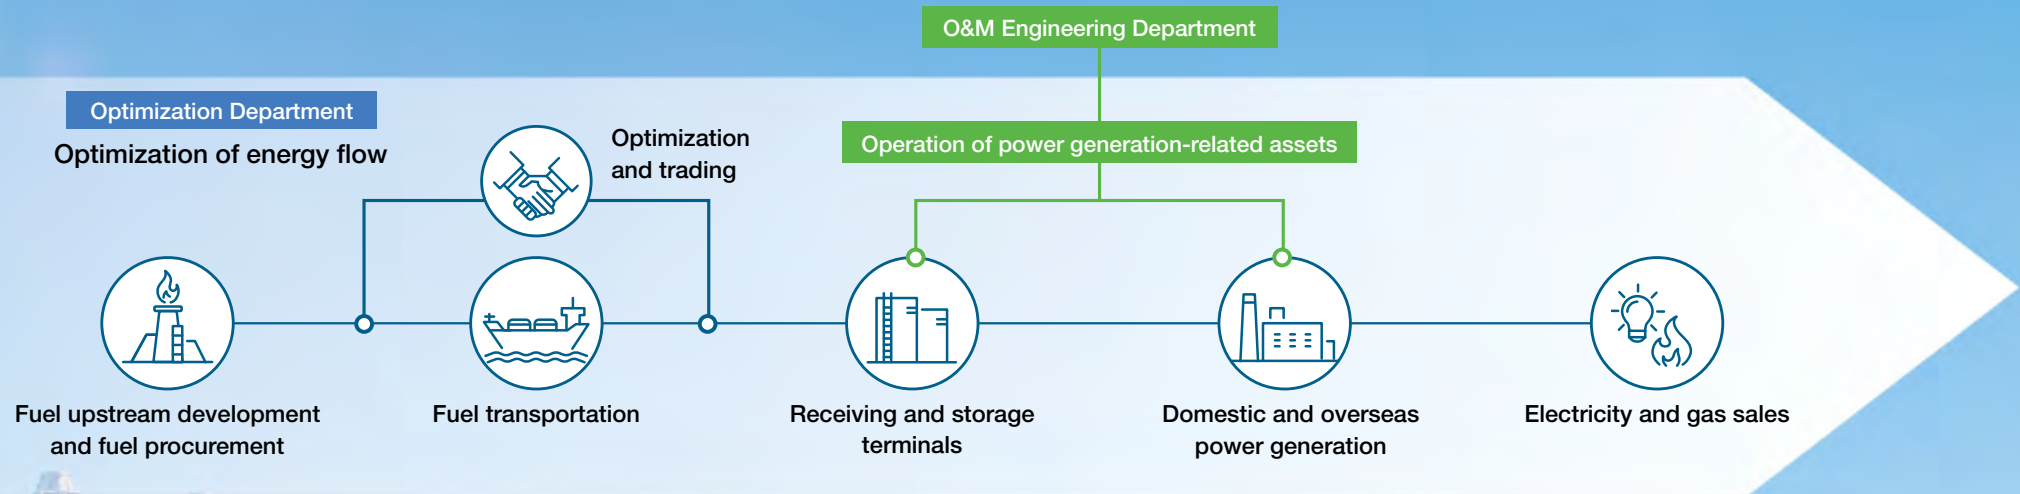 O&M Engineering Department
Optimization Department
Optimization of energy flow
Optimization
and trading
Operation of power generation-related assets
Fuel upstream development
and fuel procurement
Fuel transportation
Receiving and storage
terminals
Domestic and overseas
power generation
Electricity and gas sales